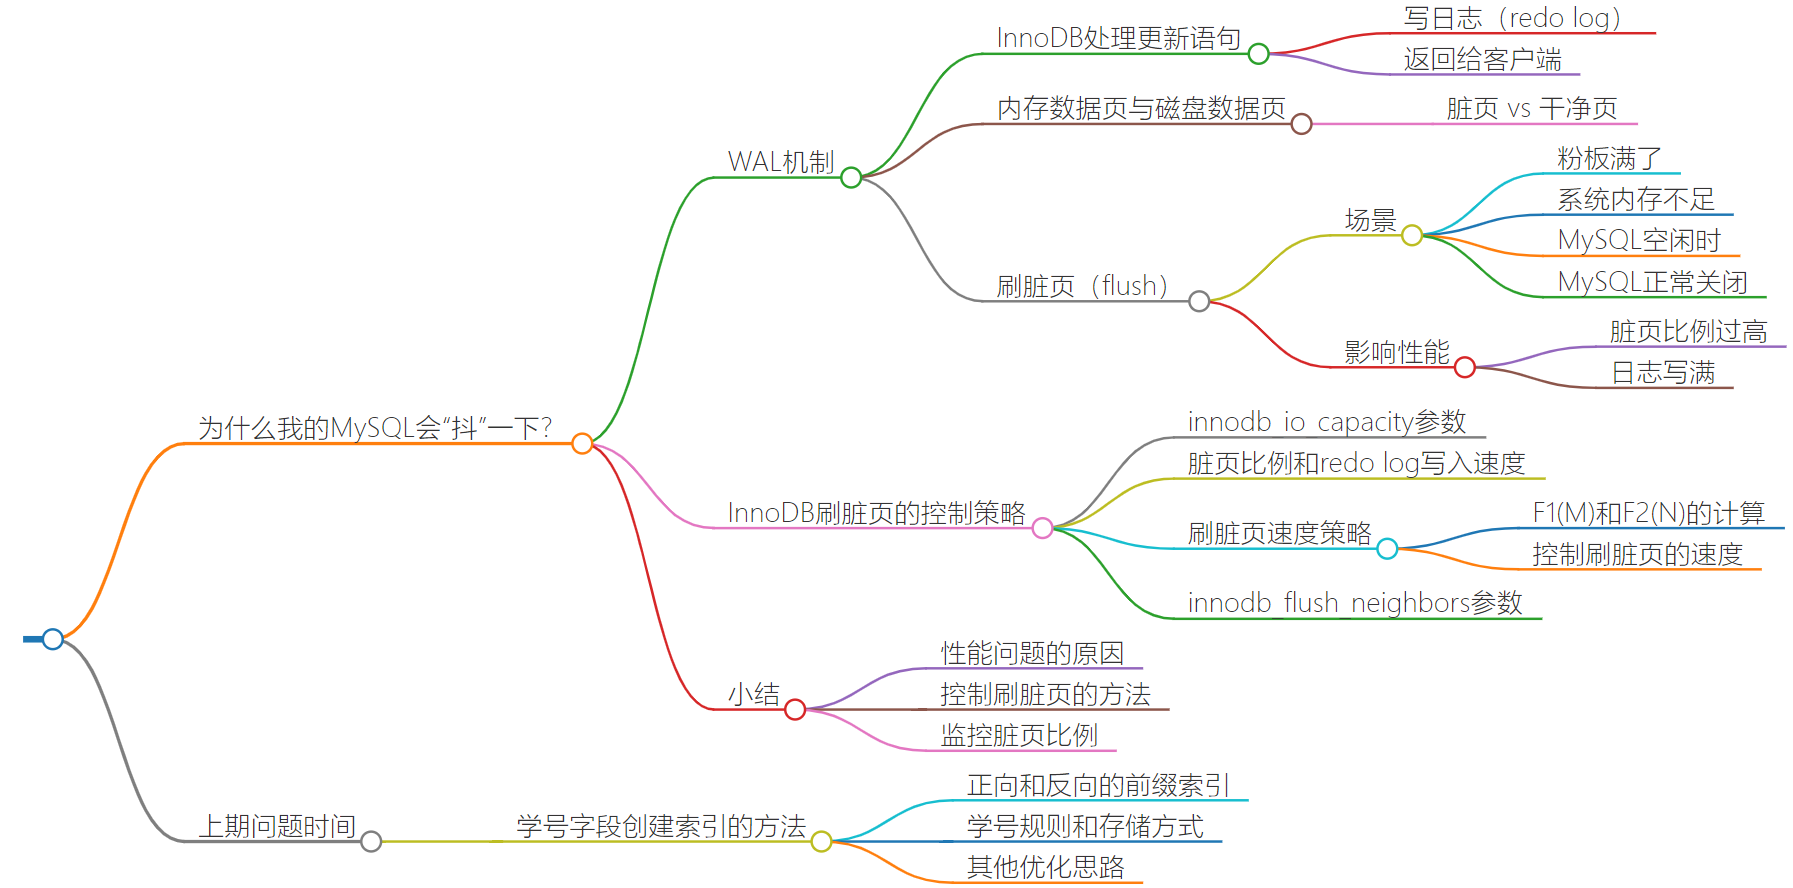 写日志（redo log）
InnoDB处理更新语句
返回给客户端
内存数据页与磁盘数据页
脏页 vs 干净页
WAL机制
粉板满了
系统内存不足
场景
MySQL空闲时
MySQL正常关闭
刷脏页（flush）
脏页比例过高
影响性能
日志写满
为什么我的MySQL会“抖”一下？
innodb_io_capacity参数
脏页比例和redo log写入速度
InnoDB刷脏页的控制策略
F1(M)和F2(N)的计算
刷脏页速度策略
控制刷脏页的速度
innodb_flush_neighbors参数
性能问题的原因
小结
控制刷脏页的方法
监控脏页比例
正向和反向的前缀索引
上期问题时间
学号字段创建索引的方法
学号规则和存储方式
其他优化思路